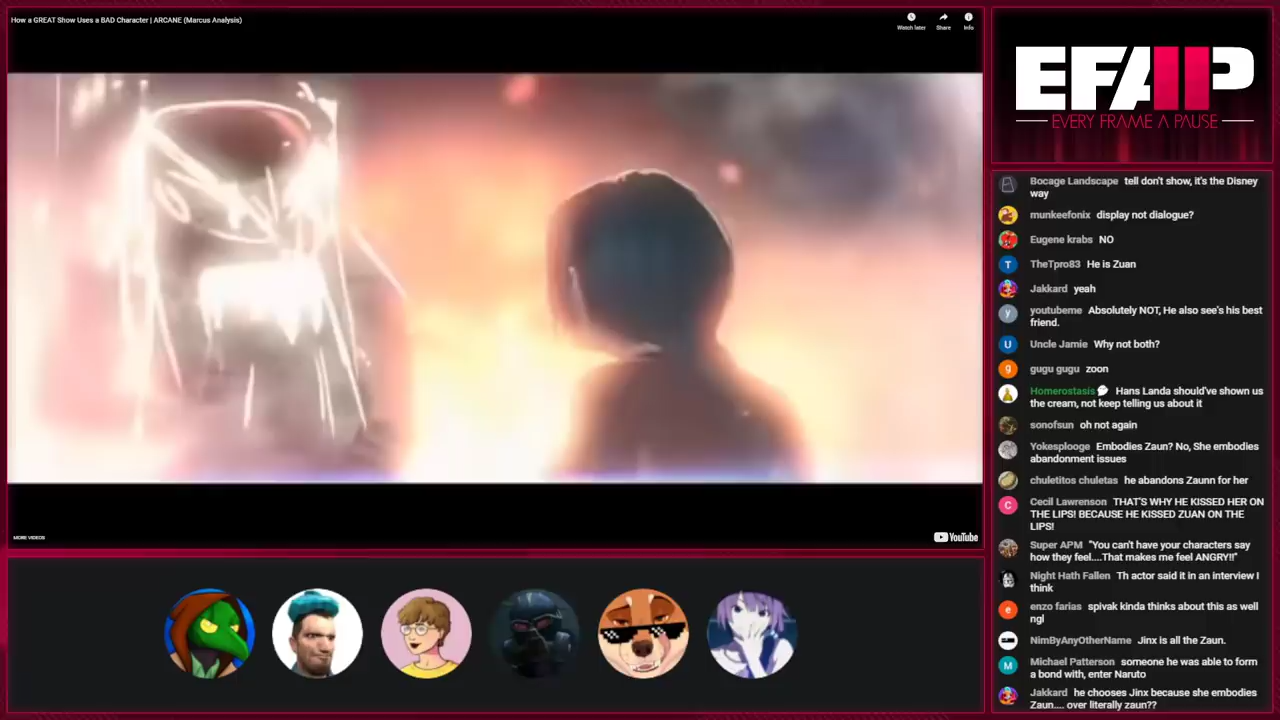 How a GREAT Show Uses a BAD Character | ARCANE (Marcus Analysis)
Watch later
Share
Info
MORE VIDEOS
YouTube
EFAP
EVERY FRAME A PAUSE
Bocage Landscape tell don't show, it's the Disney
way
munkeefonix display not dialogue?
Eugene krabs NO
T
TheTpro83 He is Zuan
Jakkard yeah
y
youtubeme Absolutely NOT, He also see's his best
friend.
U
Uncle Jamie Why not both?
g
gugu gugu zoon
Homerostasis Hans Landa should've shown us
the cream, not keep telling us about it
sonofsun oh not again
Yokesplooge Embodies Zaun? No, She embodies
abandonment issues
chuletitos chuletas he abandons Zaunn for her
C
Cecil Lawrenson THAT'S WHY HE KISSED HER ON
THE LIPS! BECAUSE HE KISSED ZUAN ON THE
LIPS!
Super APM "You can't have your characters say
how they feel....That makes me feel ANGRY!!"
Night Hath Fallen Th actor said it in an interview I
think
e
enzo farias spivak kinda thinks about this as well
ngl
NimByAnyOtherName Jinx is all the Zaun.
M
Michael Patterson someone he was able to form
a bond with, enter Naruto
Jakkard he chooses Jinx because she embodies
Zaun.... over literally zaun??